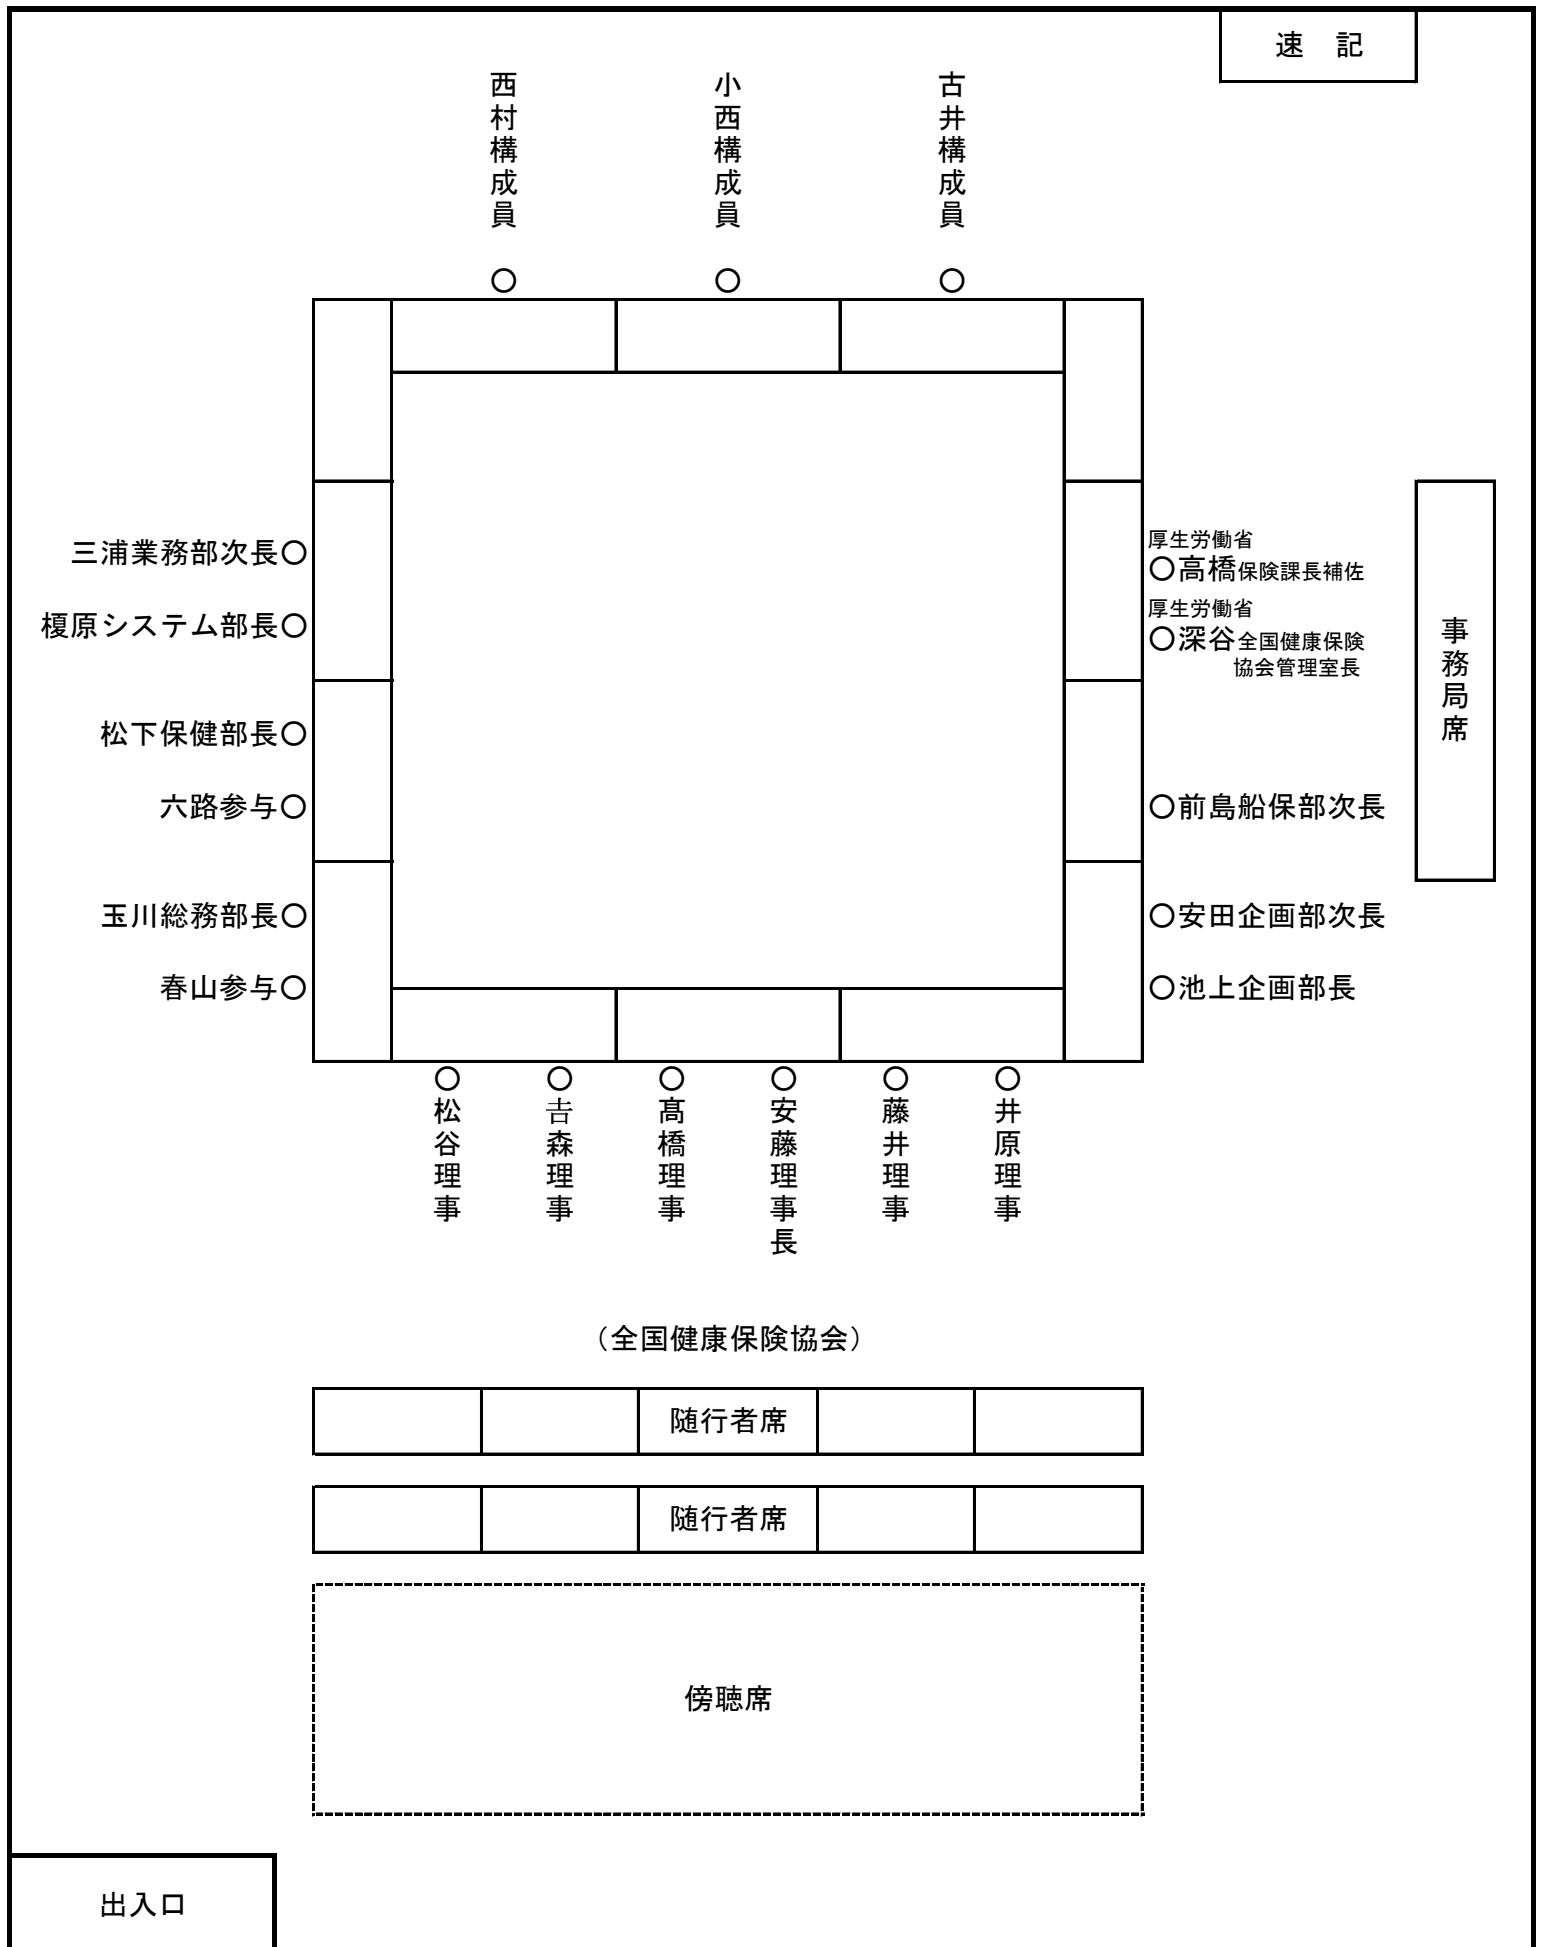 速　記
西村構成員
小西構成員
古井構成員
○
○
○
三浦業務部次長○
榎原システム部長○
松下保健部長○
六路参与○
玉川総務部長○
春山参与○
厚生労働省
○高橋保険課長補佐
厚生労働省
○深谷全国健康保険
協会管理室長
○前島船保部次長
○安田企画部次長
○池上企画部長
事務局席
○松谷理事
○𠮷森理事
○髙橋理事
○安藤理事長
○藤井理事
○井原理事
（全国健康保険協会）
随行者席
随行者席
傍聴席
出入口